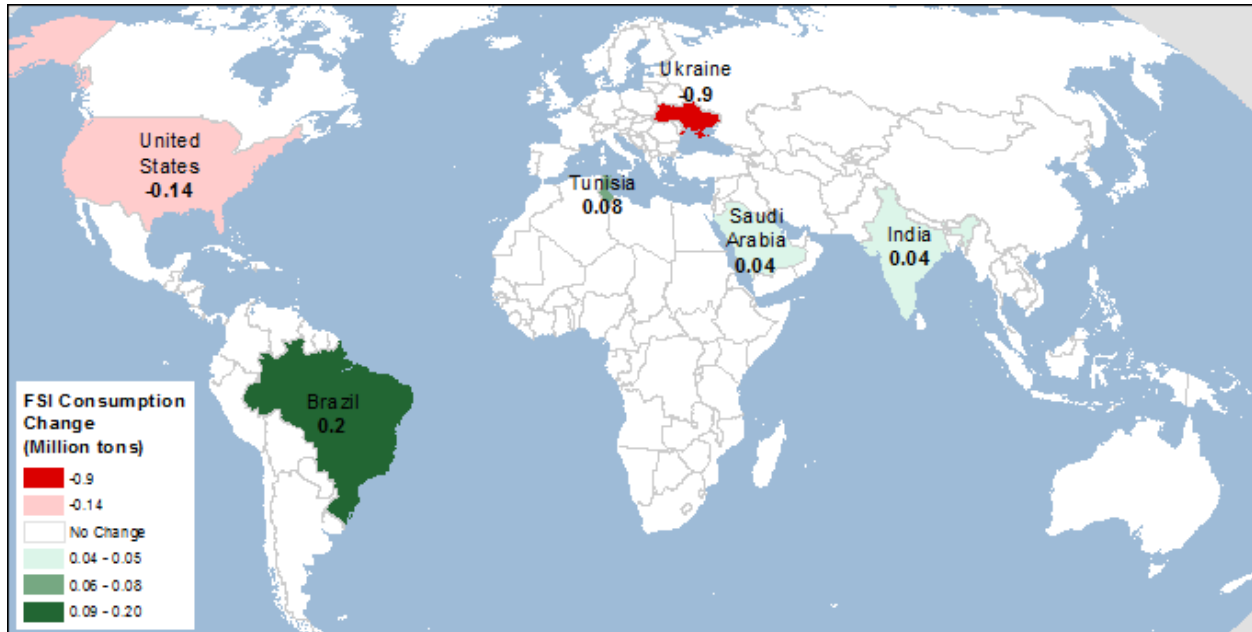 Ukraine
-0.9
United
States
-0.14
Tunisia
0.08
Saudi
Arabia
0.04
India
0.04
Brazil
0.2
FSI Consumption
Change
(Million tons)
-0.9
-0.14
No Change
0.04 - 0.05
0.06 - 0.08
0.09 - 0.20